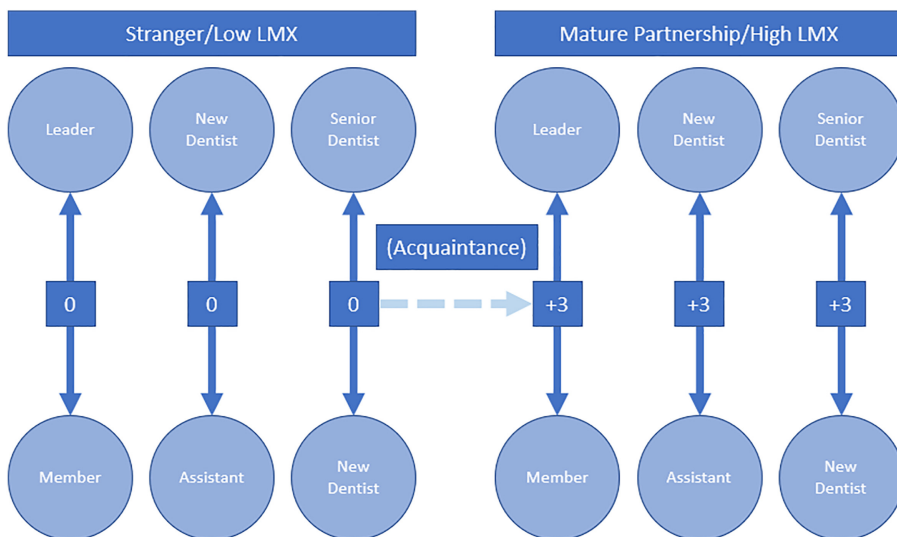 Stranger/Low LMX
Mature Partnership/High LMX
Leader
New
Dentist
Senior
Dentist
Leader
New
Dentist
Senior
Dentist
(Acquaintance)
0
0
0
+3
+3
+3
Member
Assistant
New
Dentist
Member
Assistant
New
Dentist